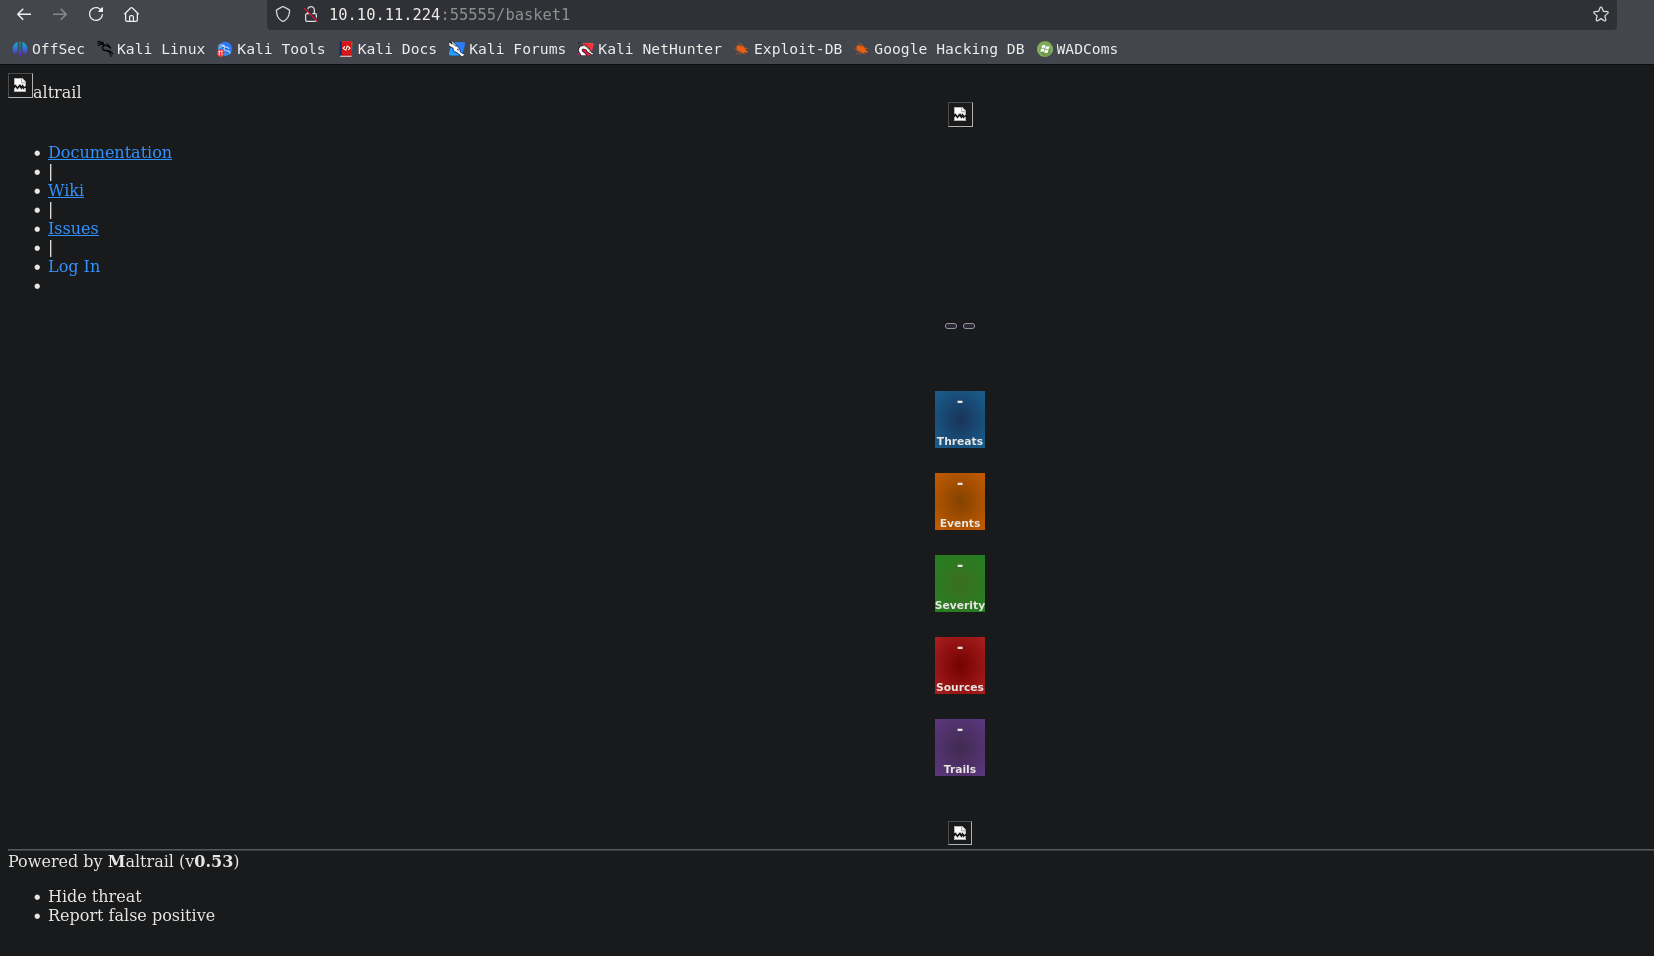 10.10.11.224:55555/basket1
OffSec Kali Linux Kali Tools Kali Docs Kali Forums Kali NetHunter Exploit-DB Google Hacking DB WADComs
altrail
Documentation
|
Wiki
|
Issues
|
Log In
-
Threats
-
Events
-
Severity
-
Sources
-
Trails
Powered by Maltrail (v0.53)
Hide threat
Report false positive